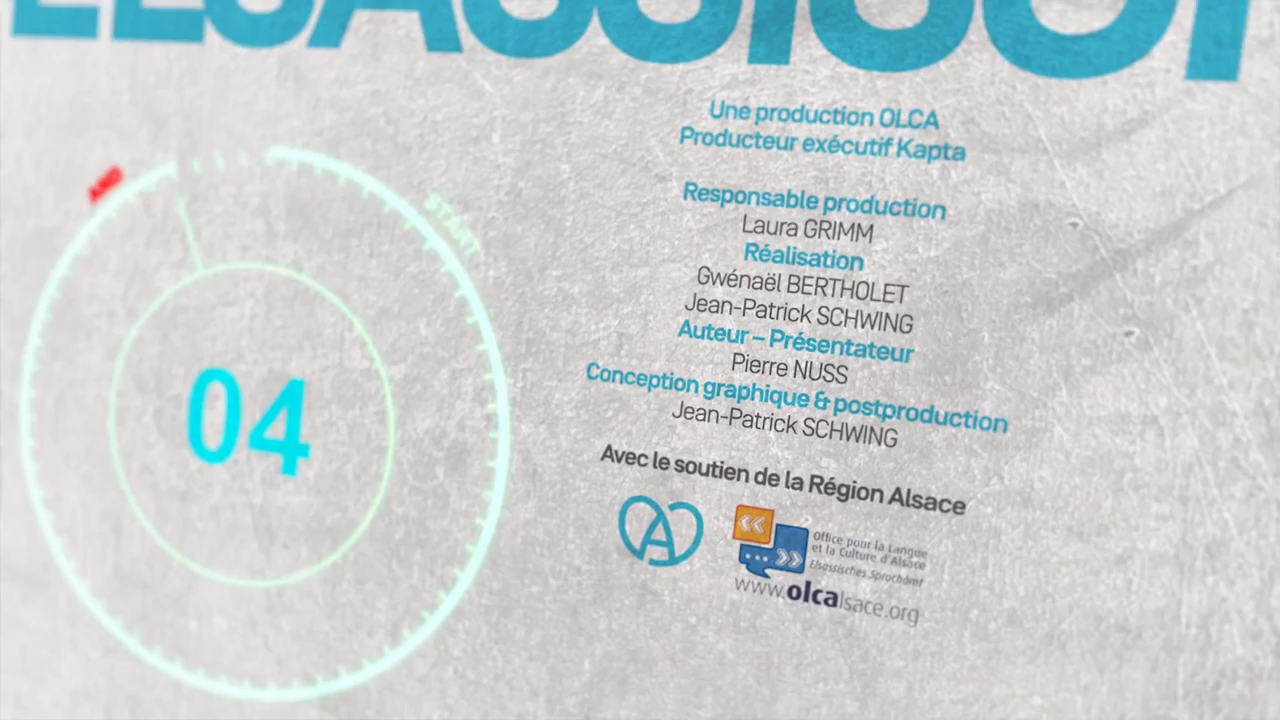 Une production OLCA
Producteur exécutif Kapta
START
Responsable production
Laura GRIMM
Réalisation
Gwénaël BERTHOLET
Jean-Patrick SCHWING
Auteur – Présentateur
Pierre NUSS
04
Conception graphique & postproduction
Jean-Patrick SCHWING
Avec le soutien de la Région Alsace
Office pour la Langue
et la Culture d'Alsace
Elsassisches Sprochàmt
www.olcalsace.org